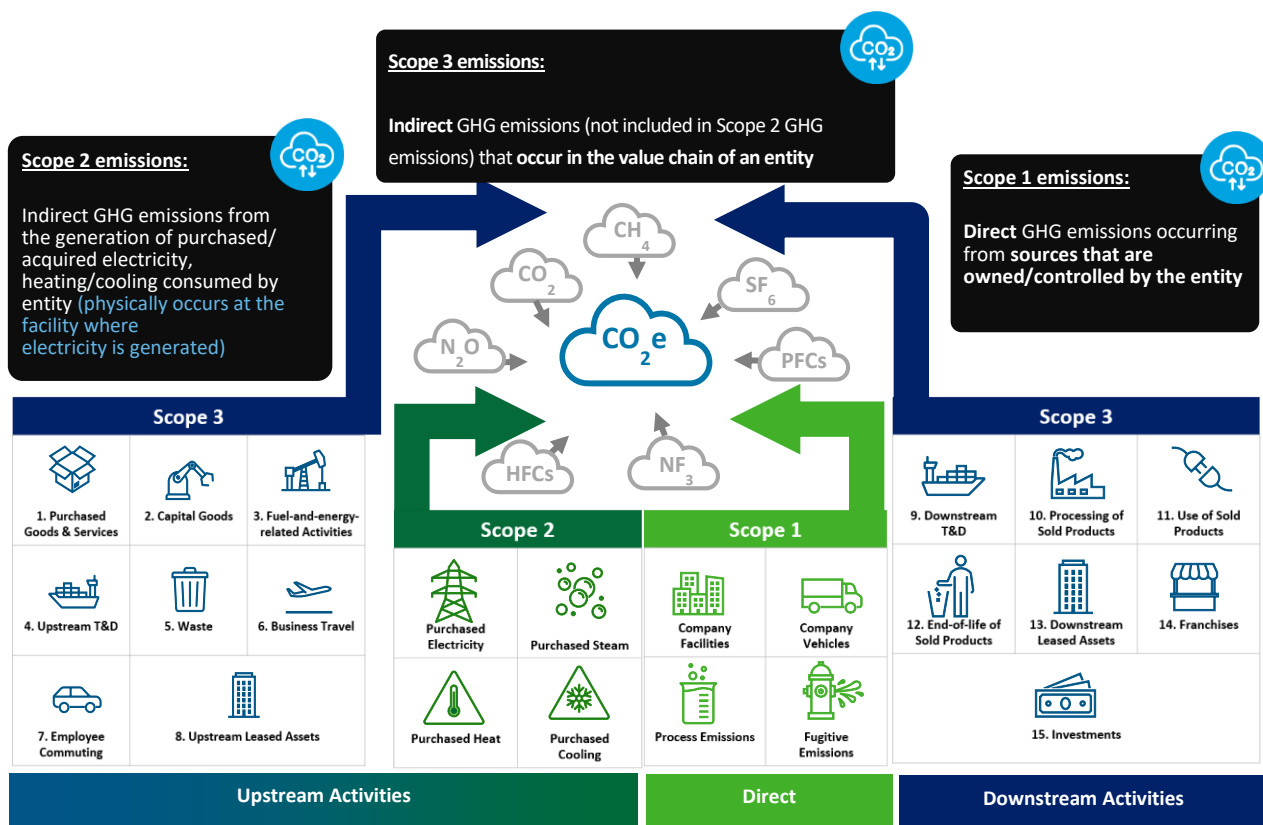 Scope 3 emissions:
Indirect GHG emissions (not included in Scope 2 GHG
emissions) that occur in the value chain of an entity
CO2
Scope 2 emissions:
Indirect GHG emissions from
the generation of purchased/
acquired electricity,
heating/cooling consumed by
entity (physically occurs at the
facility where
electricity is generated)
CO2
Scope 1 emissions:
Direct GHG emissions occurring
from sources that are
owned/controlled by the entity
CO2
CH4
CO2
SF6
N2O
CO2e
PFCs
HFCs
NF3
Scope 3
1. Purchased
Goods & Services
2. Capital Goods
3. Fuel-and-energy-
related Activities
4. Upstream T&D
5. Waste
6. Business Travel
7. Employee
Commuting
8. Upstream Leased Assets
Scope 2
Purchased
Electricity
Purchased Steam
Purchased Heat
Purchased
Cooling
Scope 1
Company
Facilities
Company
Vehicles
Process Emissions
Fugitive
Emissions
Scope 3
9. Downstream
T&D
10. Processing of
Sold Products
11. Use of Sold
Products
12. End-of-life of
Sold Products
13. Downstream
Leased Assets
14. Franchises
15. Investments
Upstream Activities
Direct
Downstream Activities